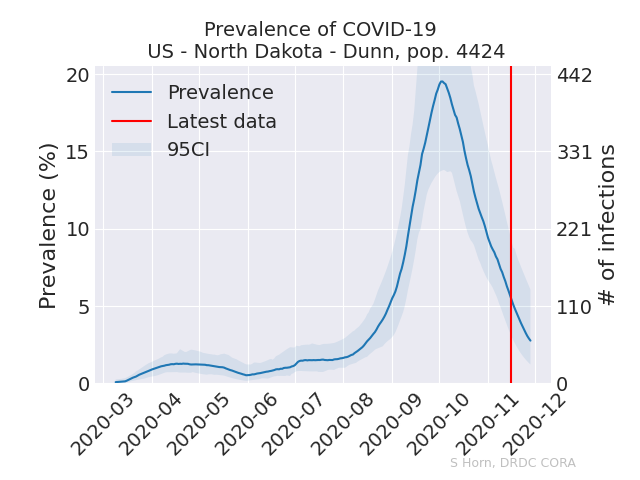 Prevalence of COVID-19
US - North Dakota - Dunn, pop. 4424
Prevalence
Latest data
95CI
Prevalence (%)
20
15
10
5
0
442
331
221
110
0
# of infections
2020-03
2020-04
2020-05
2020-06
2020-07
2020-08
2020-09
2020-10
2020-11
2020-12
S Horn, DRDC CORA